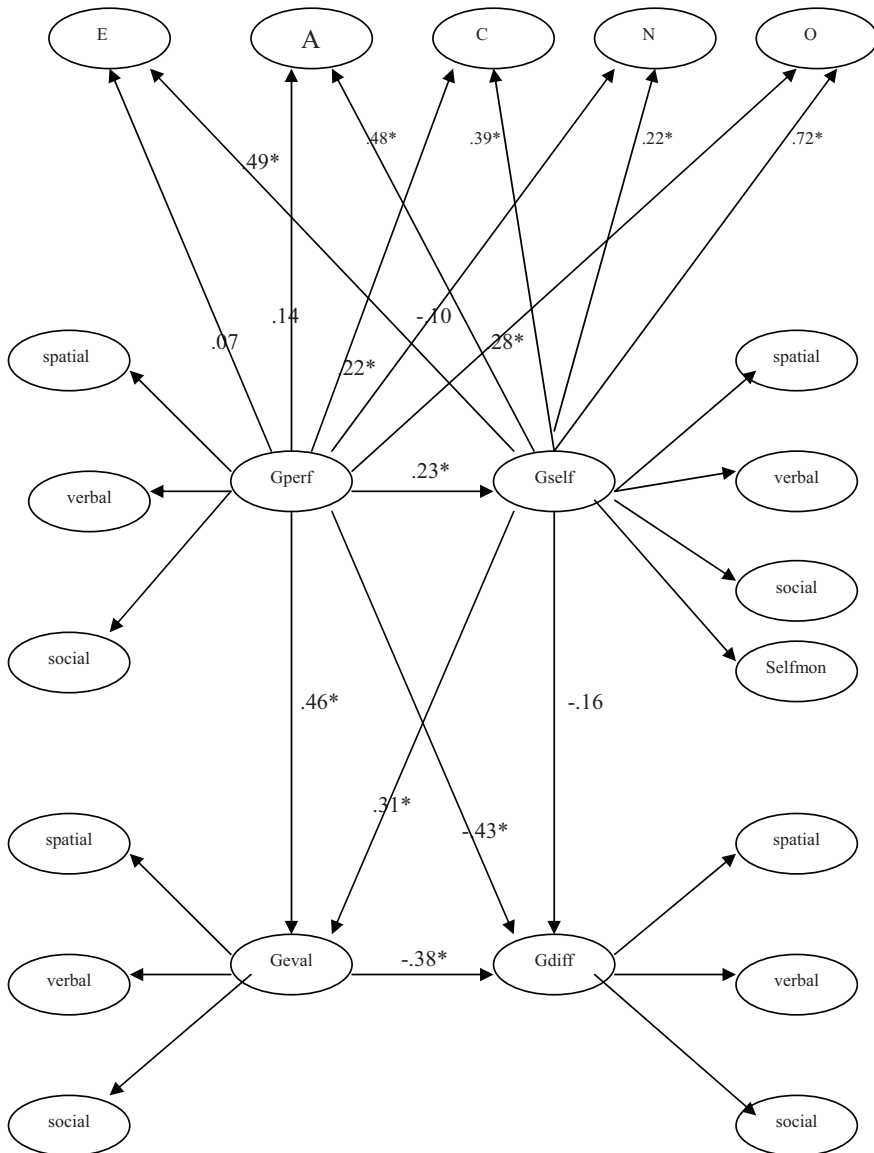 E A C N O
.49* .48* .39* .22* .72*
.07 .14 .22* -.10 .28*
spatial spatial
Gperf .23* Gself
verbal verbal
social
social Selfmon
.46* -.16
.31* -.43*
spatial spatial
Geval -.38* Gdiff
verbal verbal
social social